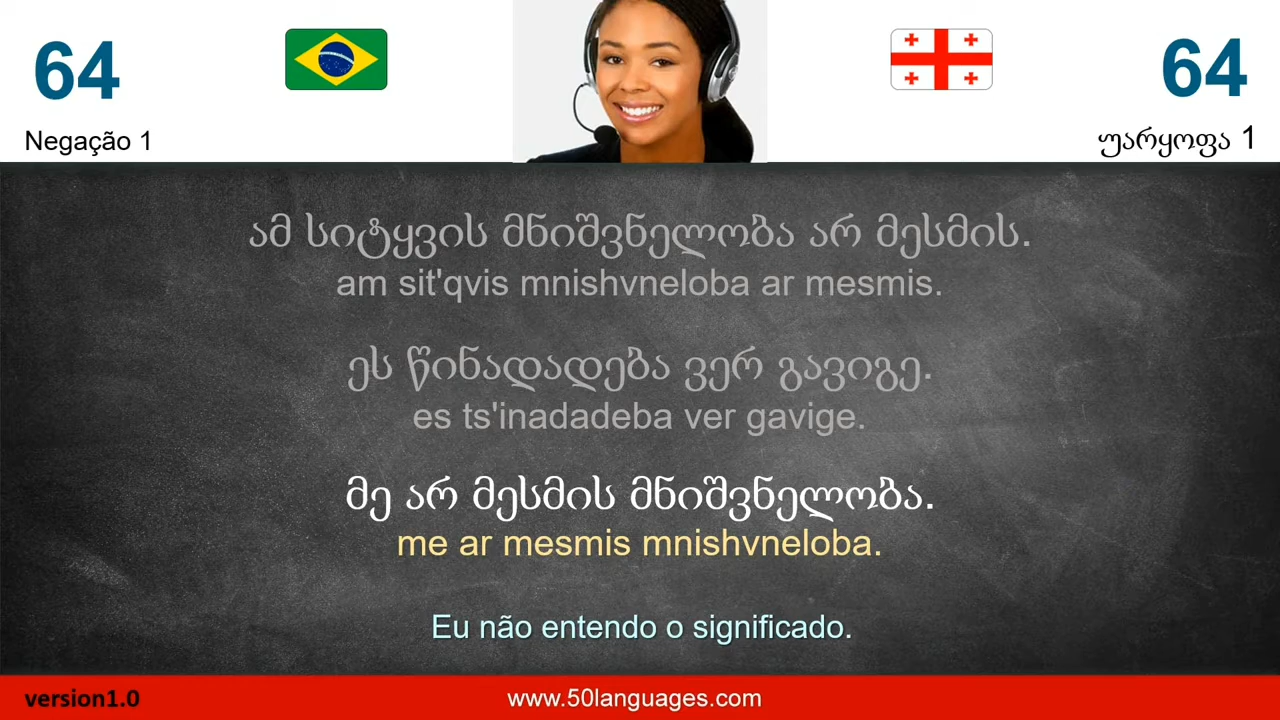 64
64
Negação 1
უარყოფა 1
ამ სიტყვის მნიშვნელობა არ მესმის.
am sit'qvis mnishvneloba ar mesmis.
ეს წინადადება ვერ გავიგე.
es ts'inadadeba ver gavige.
მე არ მესმის მნიშვნელობა.
me ar mesmis mnishvneloba.
Eu não entendo o significado.
version1.0
www.50languages.com